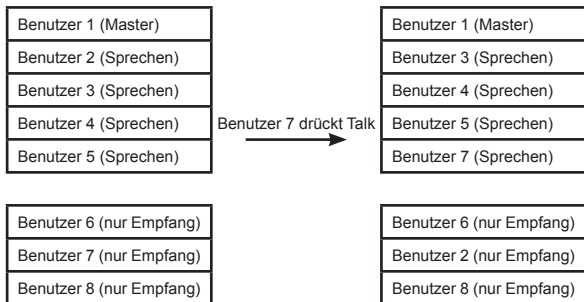 Benutzer 1 (Master)
Benutzer 2 (Sprechen)
Benutzer 3 (Sprechen)
Benutzer 4 (Sprechen)
Benutzer 5 (Sprechen)
Benutzer 6 (nur Empfang)
Benutzer 7 (nur Empfang)
Benutzer 8 (nur Empfang)
Benutzer 7 drückt Talk
Benutzer 1 (Master)
Benutzer 3 (Sprechen)
Benutzer 4 (Sprechen)
Benutzer 5 (Sprechen)
Benutzer 7 (Sprechen)
Benutzer 6 (nur Empfang)
Benutzer 2 (nur Empfang)
Benutzer 8 (nur Empfang)